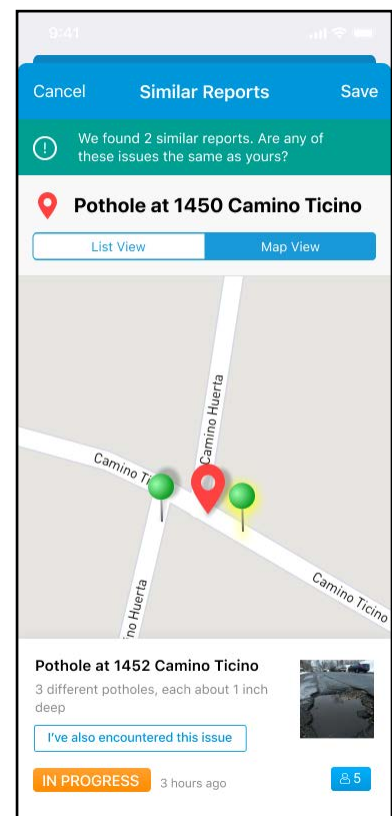 9:41
Cancel Similar Reports Save
We found 2 similar reports. Are any of
these issues the same as yours?
Pothole at 1450 Camino Ticino
List View Map View
Camino Huerta
Camino Ti
Camino Ticino
no Huerta
Pothole at 1452 Camino Ticino
3 different potholes, each about 1 inch
deep
I've also encountered this issue
IN PROGRESS 3 hours ago 5